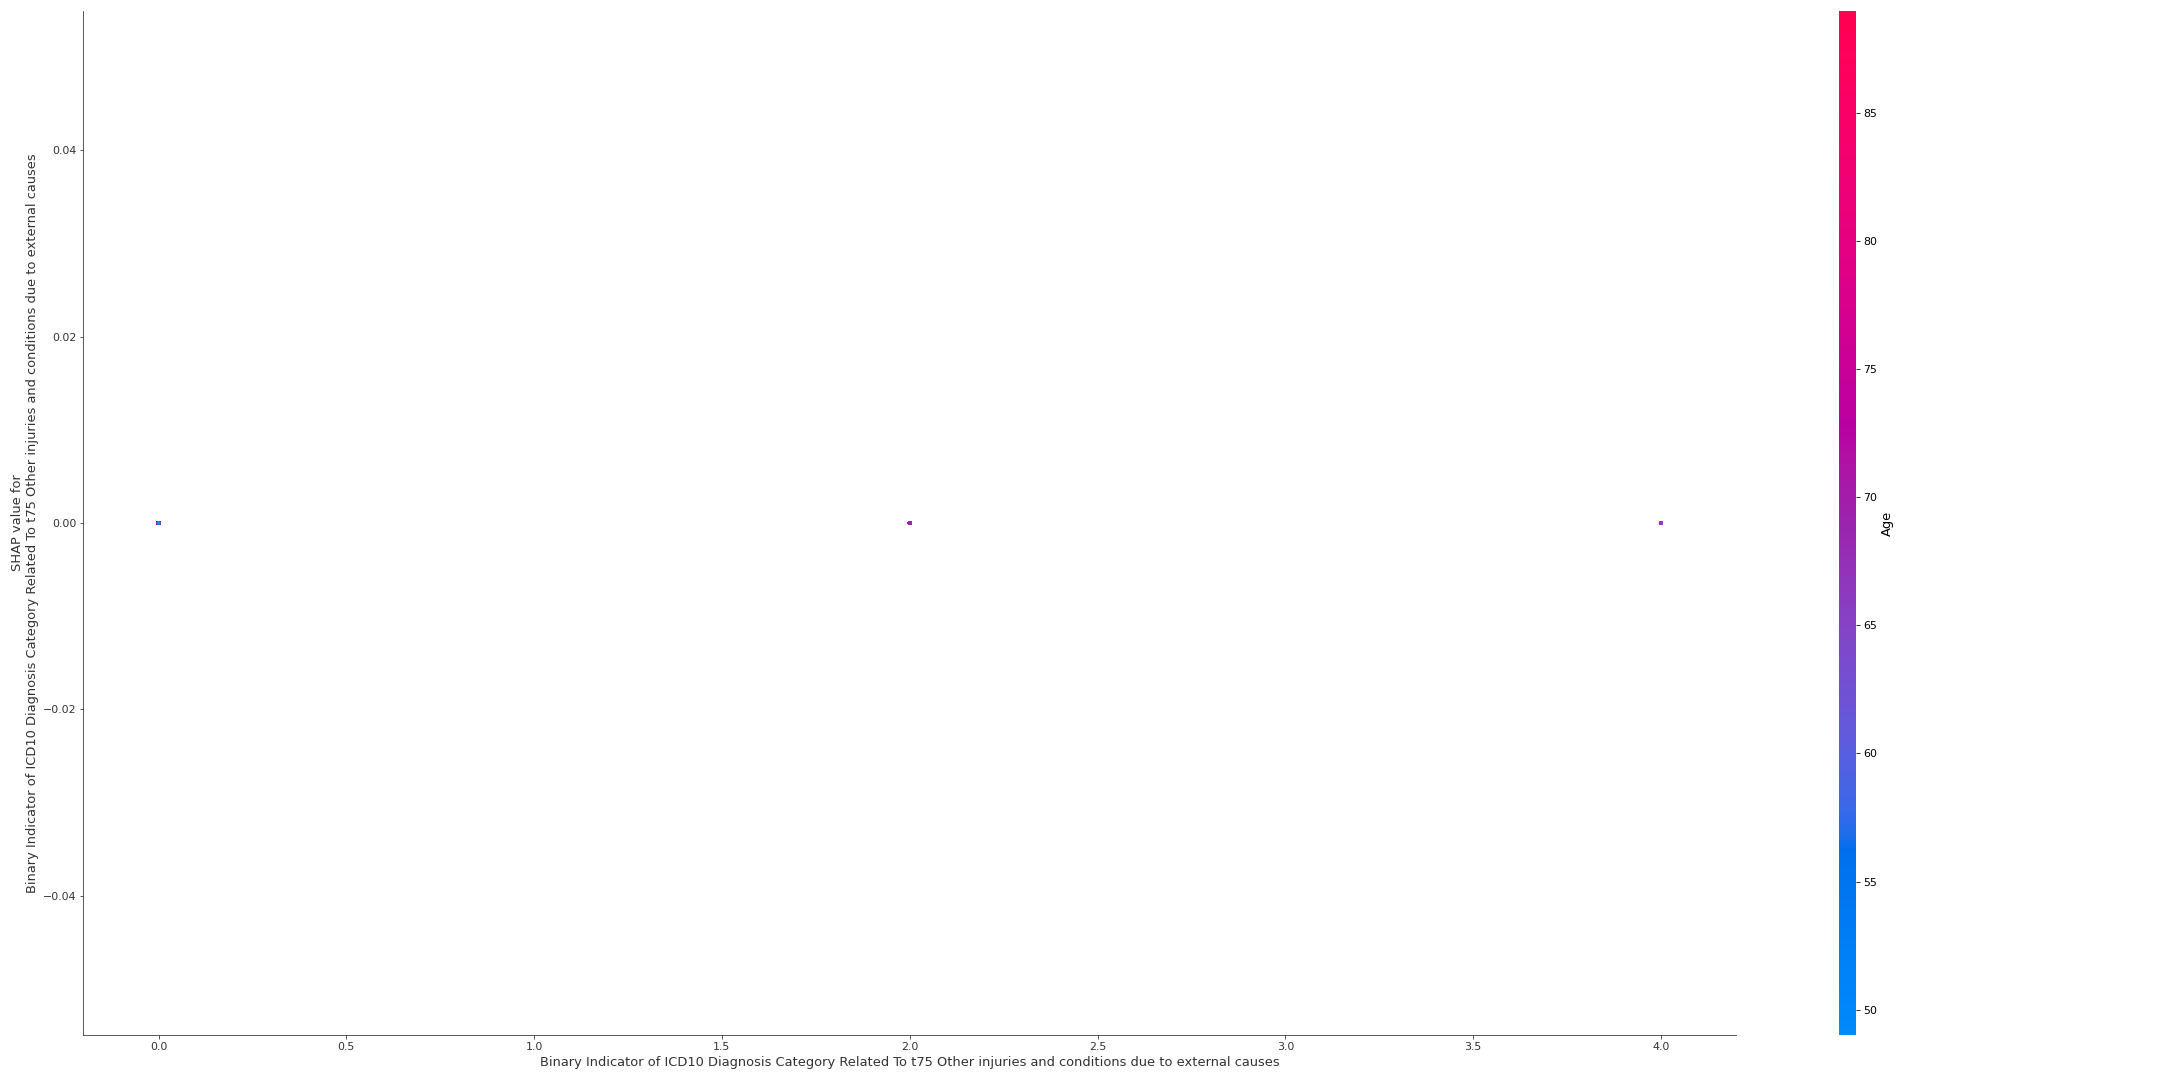 SHAP value for
Binary Indicator of ICD10 Diagnosis Category Related To t75 Other injuries and conditions due to external causes
0.04
0.02
0.00
−0.02
−0.04
0.0 0.5 1.0 1.5 2.0 2.5 3.0 3.5 4.0
Binary Indicator of ICD10 Diagnosis Category Related To t75 Other injuries and conditions due to external causes
85
80
75
70
65
60
55
50
Age